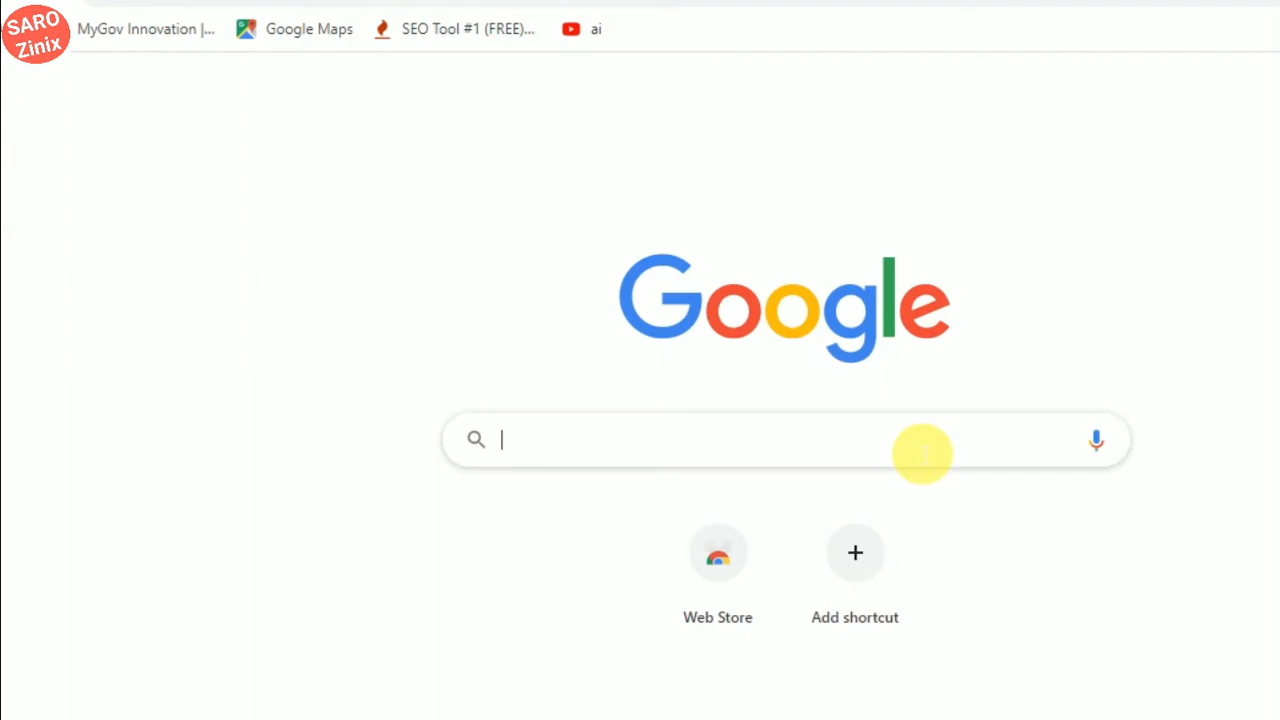 SARO
Zinix
MyGov Innovation |...
Google Maps
SEO Tool #1 (FREE)...
ai
Google
Web Store
Add shortcut